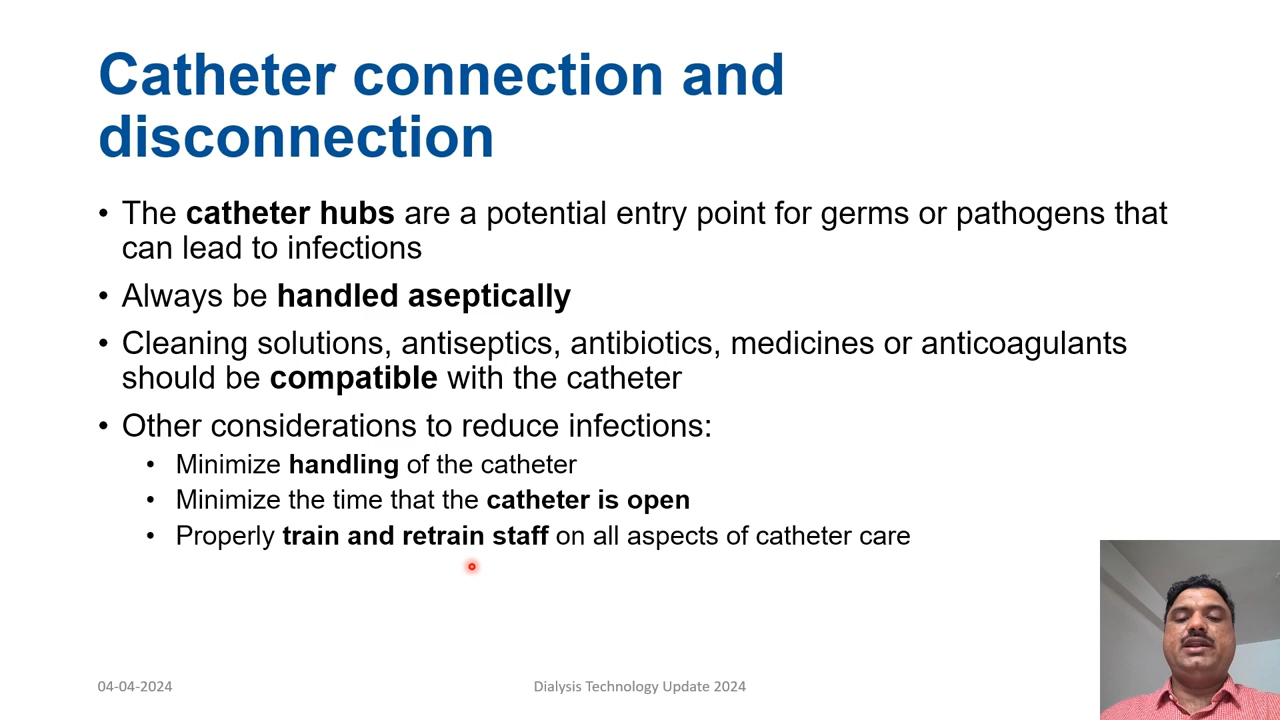 Catheter connection and
disconnection
• The catheter hubs are a potential entry point for germs or pathogens that
can lead to infections
• Always be handled aseptically
• Cleaning solutions, antiseptics, antibiotics, medicines or anticoagulants
should be compatible with the catheter
• Other considerations to reduce infections:
• Minimize handling of the catheter
• Minimize the time that the catheter is open
• Properly train and retrain staff on all aspects of catheter care
04-04-2024
Dialysis Technology Update 2024